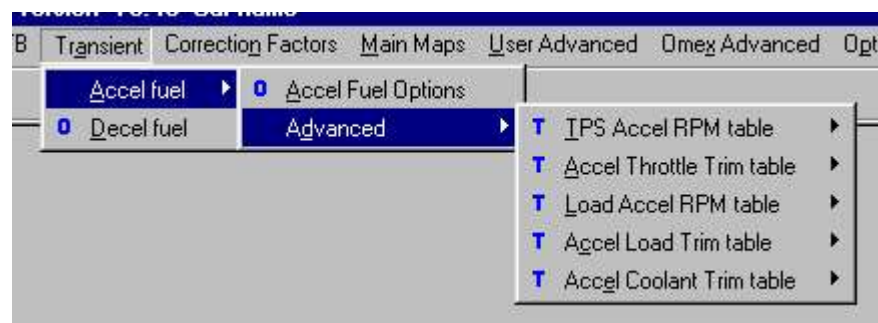 B Transient Correction Factors Main Maps User Advanced Omex Advanced Opt
Accel fuel
O Decel fuel
O Accel Fuel Options
Advanced
T TPS Accel RPM table
T Accel Throttle Trim table
T Load Accel RPM table
T Accel Load Trim table
T Accel Coolant Trim table